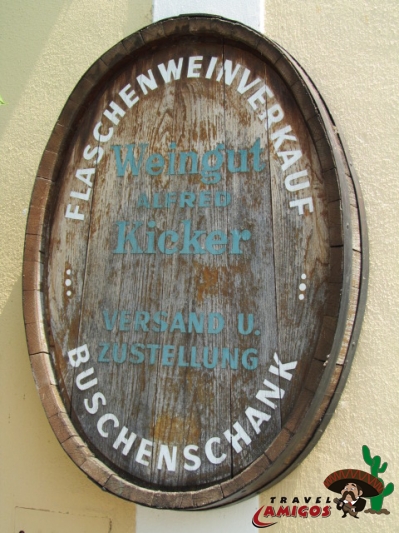 FLASCHENWEINVERKAUF
Weingut
ALFRED
Kicker
VERSAND U.
ZUSTELLUNG
BUSCHENSCHANK
TRAVEL
AMIGOS